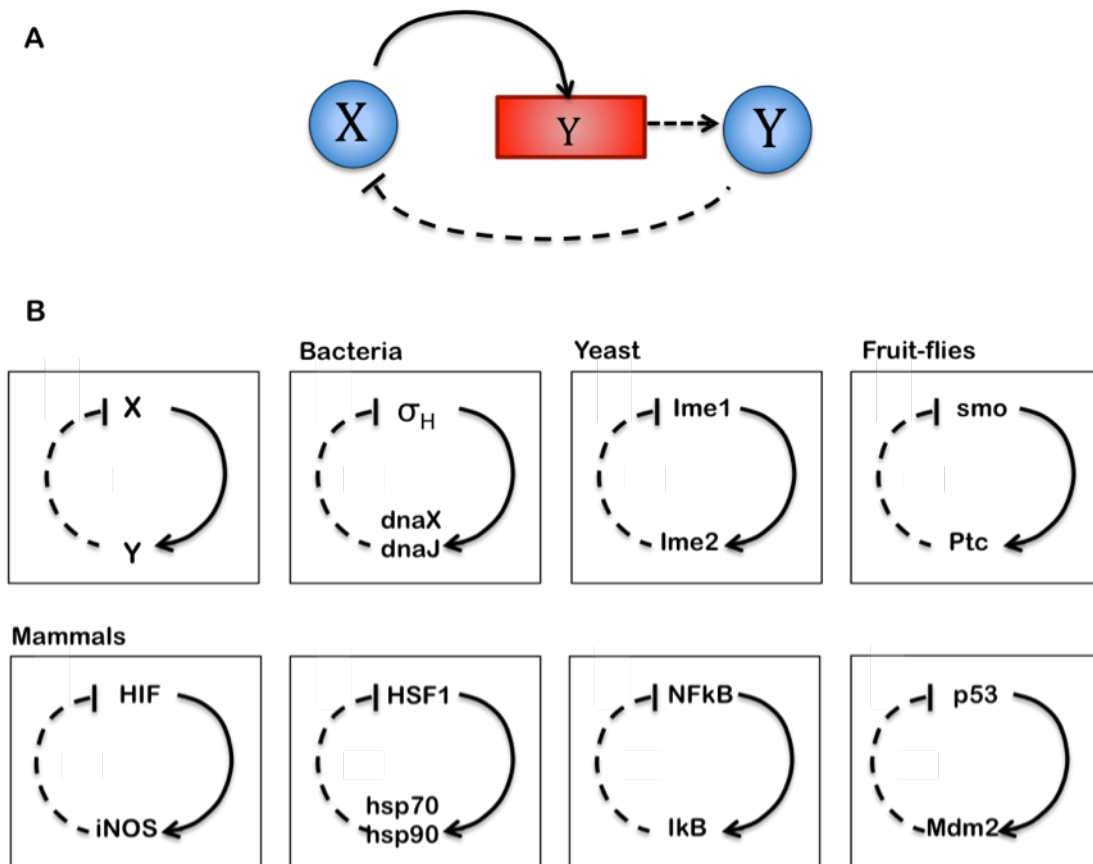 A
X
Y
Y
B
Bacteria
Yeast
Fruit-flies
X
Y
σH
dnaX
dnaJ
Ime1
Ime2
smo
Ptc
Mammals
HIF
iNOS
HSF1
hsp70
hsp90
NFkB
IkB
p53
Mdm2